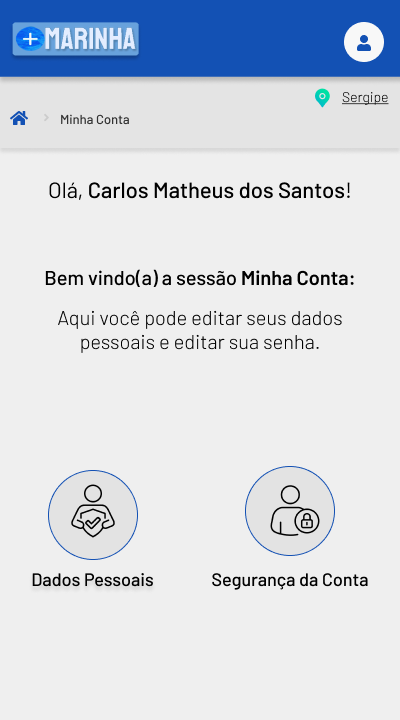 MARINHA
Sergipe
Minha Conta
Olá, Carlos Matheus dos Santos!
Bem vindo(a) a sessão Minha Conta:
Aqui você pode editar seus dados
pessoais e editar sua senha.
Dados Pessoais
Segurança da Conta